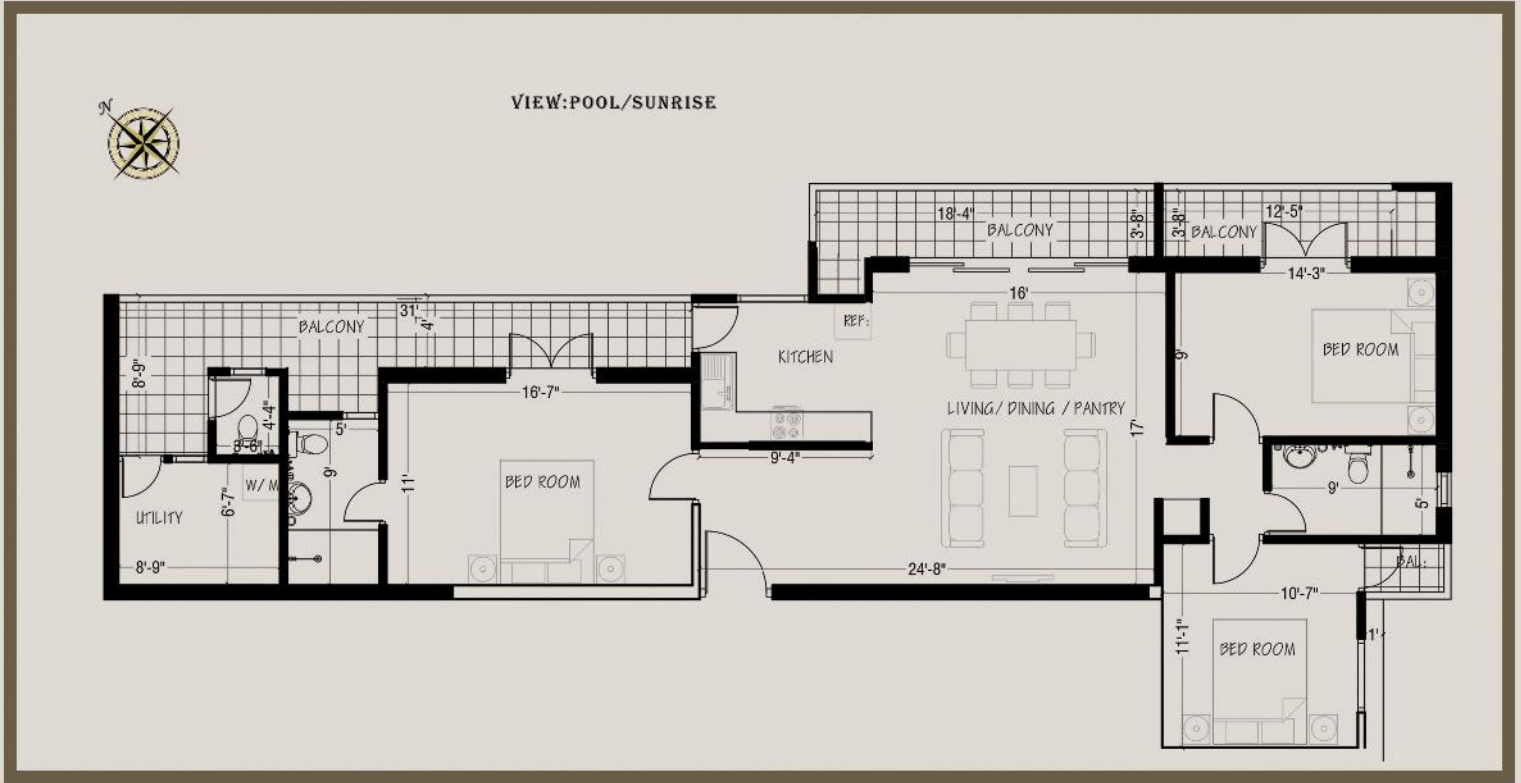 N
VIEW:POOL/SUNRISE
18'-4"
BALCONY
3'-8"
3'-8"
12'-5"
BALCONY
14'-3"
16'
31'
4'
BALCONY
REF:
KITCHEN
9'
BED ROOM
8'-9"
16'-7"
4'-4"
3'-6"
5'
LIVING/ DINING / PANTRY
17'
9'-4"
W/M
6'-7"
9'
11'
BED ROOM
9'
5'
UTILITY
8'-9"
24'-8"
BAL:
10'-7"
11'-1"
BED ROOM
1'